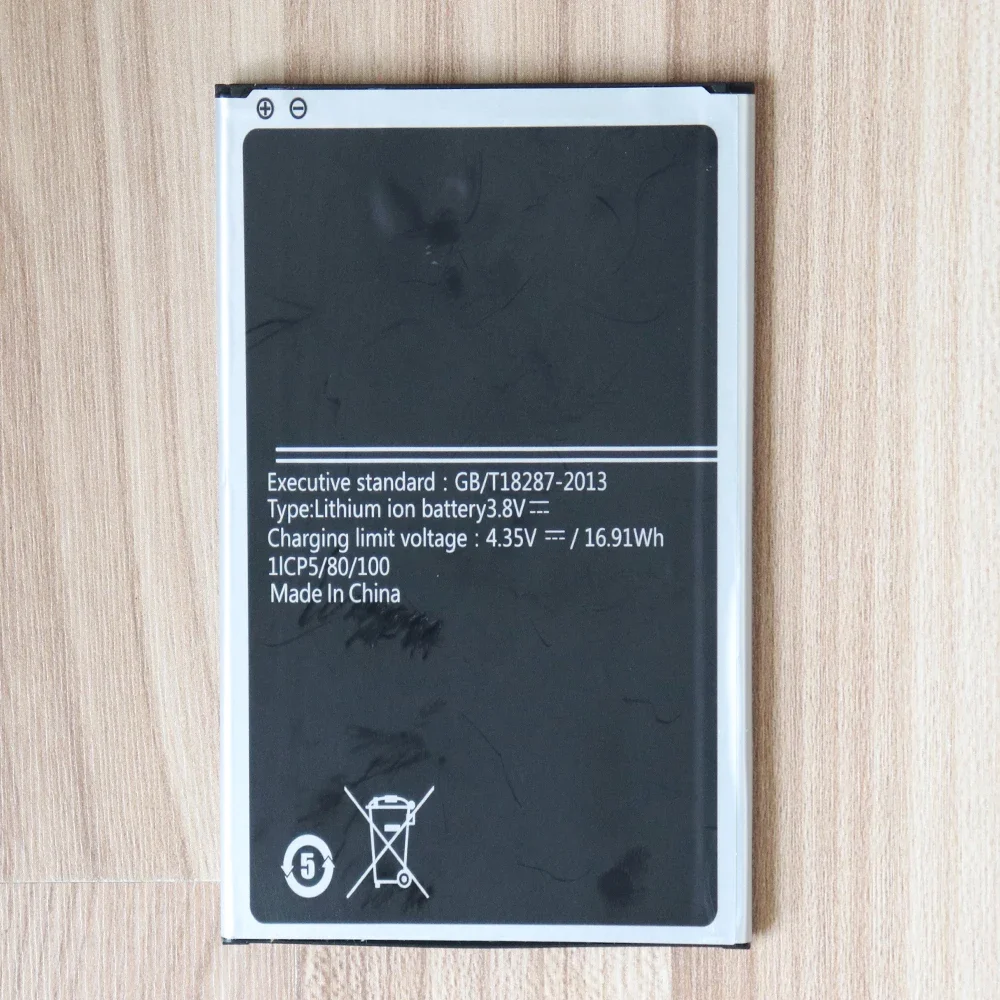 Executive standard : GB/T18287-2013
Type:Lithium ion battery3.8V⎓
Charging limit voltage : 4.35V ⎓ / 16.91Wh
1ICP5/80/100
Made In China
5